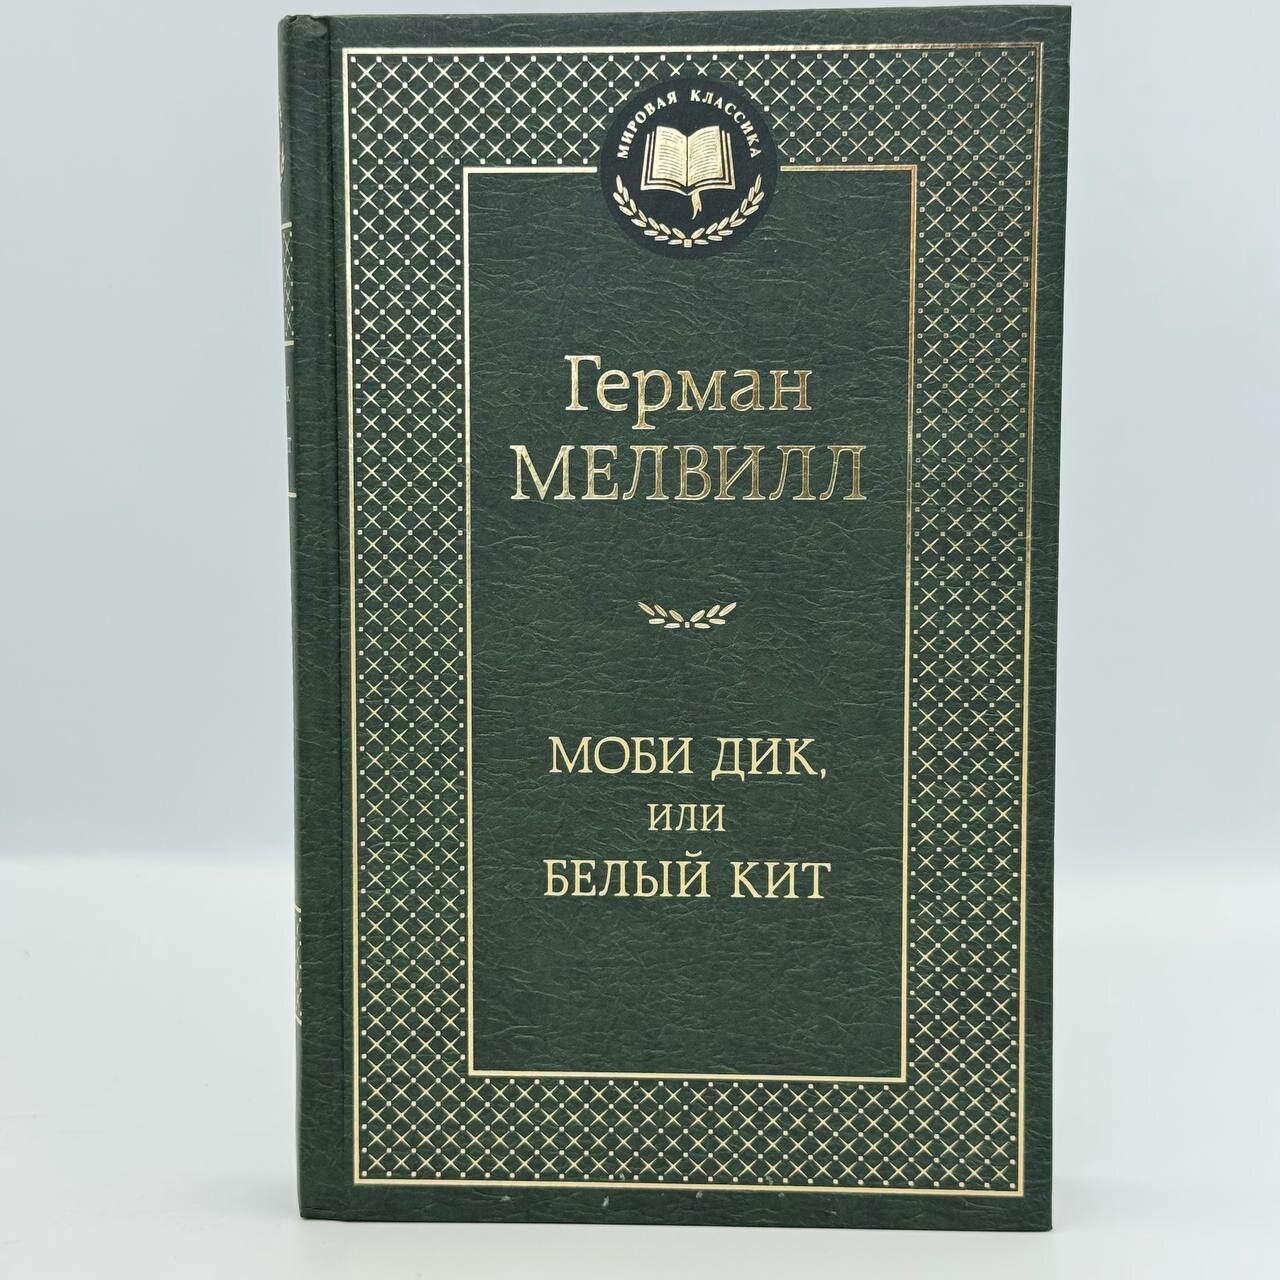 МИРОВАЯ КЛАССИКА
Герман
МЕЛВИЛЛ
МОБИ ДИК,
ИЛИ
БЕЛЫЙ КИТ